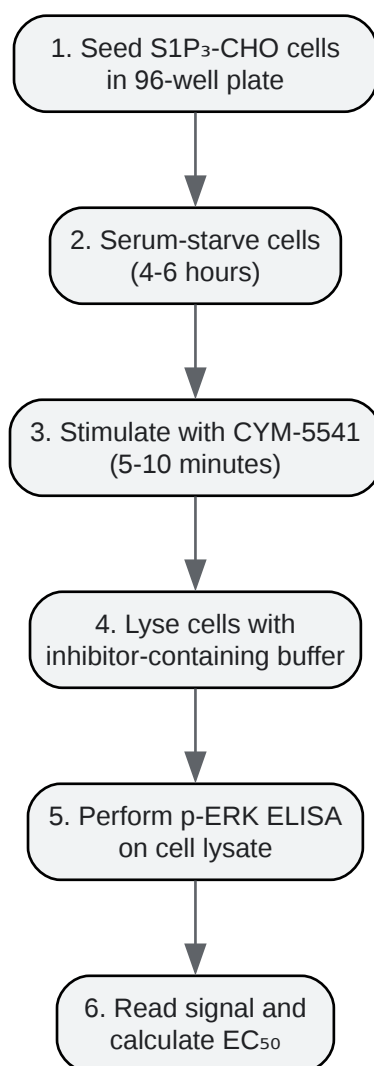 1. Seed S1P₃-CHO cells
in 96-well plate
2. Serum-starve cells
(4-6 hours)
3. Stimulate with CYM-5541
(5-10 minutes)
4. Lyse cells with
inhibitor-containing buffer
5. Perform p-ERK ELISA
on cell lysate
6. Read signal and
calculate EC₅₀